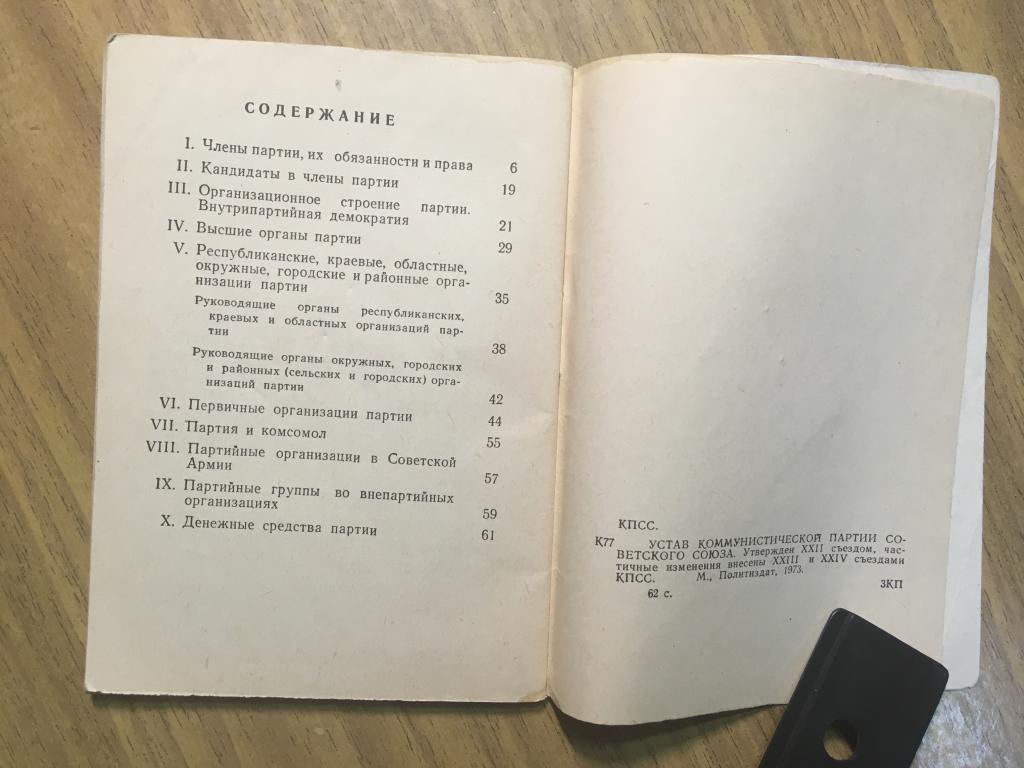 СОДЕРЖАНИЕ
I. Члены партии, их обязанности и права 6
II. Кандидаты в члены партии 19
III. Организационное строение партии.
Внутрипартийная демократия 21
IV. Высшие органы партии 29
V. Республиканские, краевые, областные,
окружные, городские и районные орга-
низации партии 35
Руководящие органы республиканских,
краевых и областных организаций пар-
тии 38
Руководящие органы окружных, городских
и районных (сельских и городских) орга-
низаций партии 42
VI. Первичные организации партии 44
VII. Партия и комсомол 55
VIII. Партийные организации в Советской
Армии 57
IX. Партийные группы во внепартийных
организациях 59
X. Денежные средства партии 61
КПСС.
К77 УСТАВ КОММУНИСТИЧЕСКОЙ ПАРТИИ СО-
ВЕТСКОГО СОЮЗА. Утвержден XXII съездом, час-
тичные изменения внесены XXIII и XXIV съездами
КПСС. М., Политиздат, 1973.
62 с. 3КП